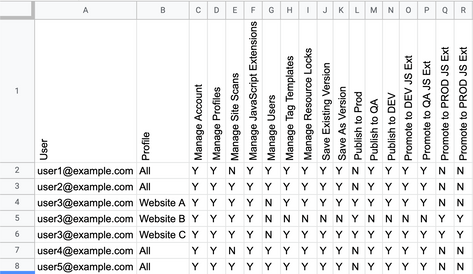 A B C D E F G H I J K L M N O P Q R
1 User Profile Manage Account Manage Profiles Manage Site Scans Manage JavaScript Extensions Manage Users Manage Tag Templates Manage Resource Locks Save Existing Version Save As Version Publish to Prod Publish to QA Publish to DEV Promote to DEV JS Ext Promote to QA JS Ext Promote to PROD JS Ext Promote to PROD JS Ext
2 user1@example.com All Y Y N Y Y Y Y Y Y N Y Y Y Y N N
3 user2@example.com All Y Y Y Y Y Y Y Y Y N Y Y Y Y N N
4 user3@example.com Website A Y Y Y Y N Y Y Y Y Y Y Y Y Y Y Y
5 user3@example.com Website B Y Y Y Y N N N N N Y N N N N Y Y
6 user3@example.com Website C Y Y Y Y N Y Y Y Y Y Y Y Y Y Y Y
7 user4@example.com All Y Y N Y Y Y Y Y Y N Y Y Y Y N N
8 user5@example.com All Y Y Y Y Y Y Y Y Y N Y Y Y Y N N